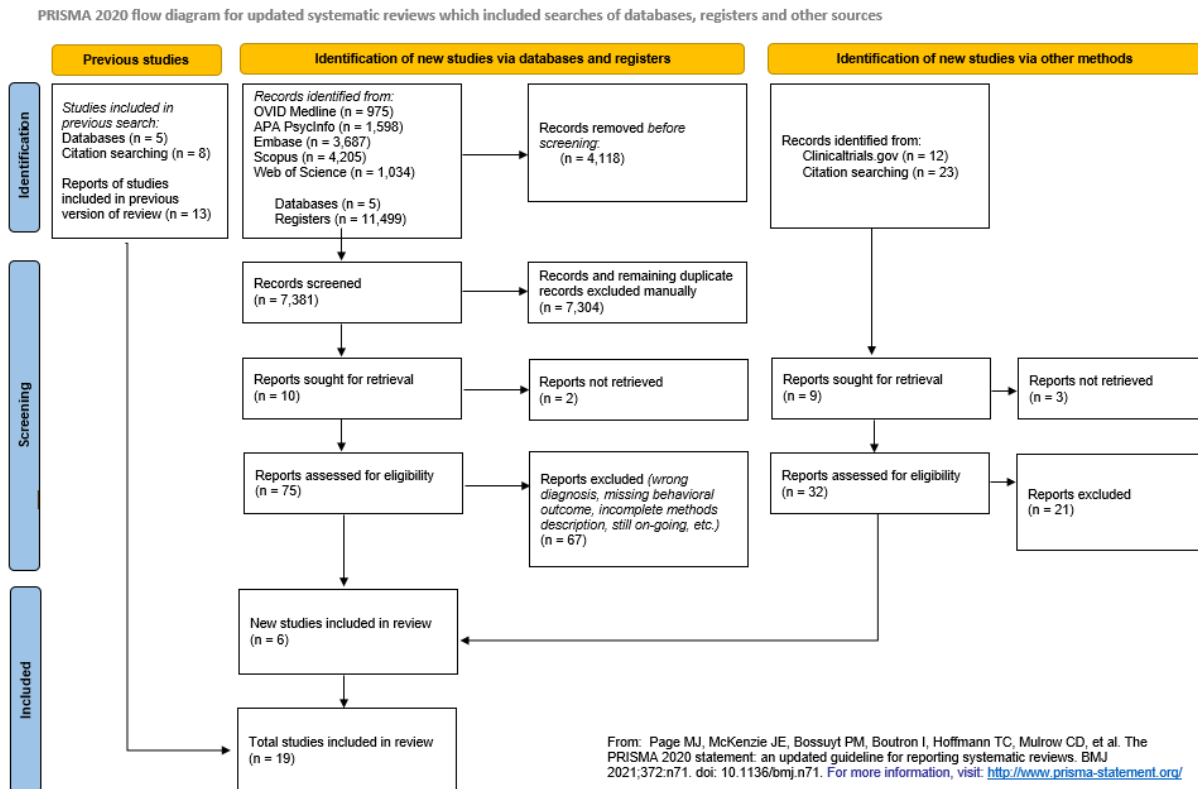 PRISMA 2020 flow diagram for updated systematic reviews which included searches of databases, registers and other sources
Previous studies
Identification of new studies via databases and registers
Identification of new studies via other methods
Identification
Studies included in
previous search:
Databases (n = 5)
Citation searching (n = 8)
Reports of studies
included in previous
version of review (n = 13)
Records identified from:
OVID Medline (n = 975)
APA PsycInfo (n = 1,598)
Embase (n = 3,687)
Scopus (n = 4,205)
Web of Science (n = 1,034)
Databases (n = 5)
Registers (n = 11,499)
Records removed before
screening:
(n = 4,118)
Records identified from:
Clinicaltrials.gov (n = 12)
Citation searching (n = 23)
Screening
Records screened
(n = 7,381)
Records and remaining duplicate
records excluded manually
(n = 7,304)
Reports sought for retrieval
(n = 10)
Reports not retrieved
(n = 2)
Reports sought for retrieval
(n = 9)
Reports not retrieved
(n = 3)
Reports assessed for eligibility
(n = 75)
Reports excluded (wrong
diagnosis, missing behavioral
outcome, incomplete methods
description, still on-going, etc.)
(n = 67)
Reports assessed for eligibility
(n = 32)
Reports excluded
(n = 21)
Included
New studies included in review
(n = 6)
Total studies included in review
(n = 19)
From: Page MJ, McKenzie JE, Bossuyt PM, Boutron I, Hoffmann TC, Mulrow CD, et al. The
PRISMA 2020 statement: an updated guideline for reporting systematic reviews. BMJ
2021;372:n71. doi: 10.1136/bmj.n71. For more information, visit: http://www.prisma-statement.org/